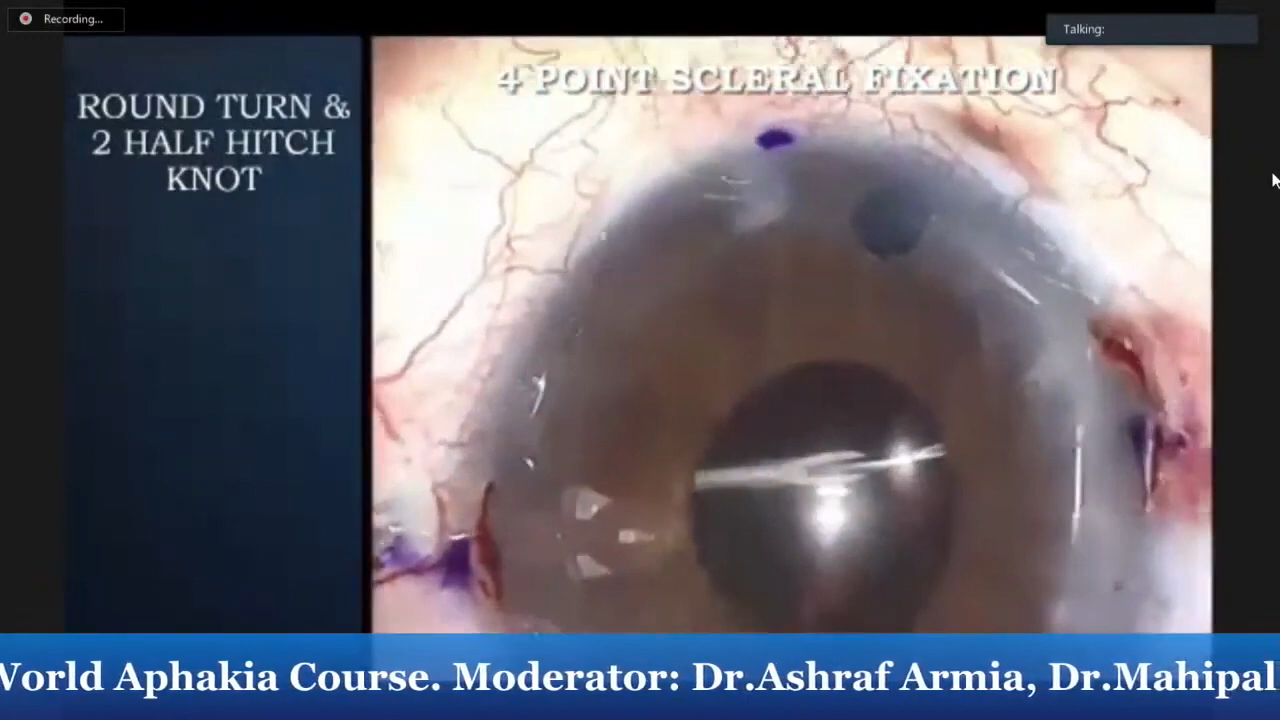 Recording...
Talking:
4 POINT SCLERAL FIXATION
ROUND TURN &
2 HALF HITCH
KNOT
World Aphakia Course. Moderator: Dr.Ashraf Armia, Dr.Mahipal